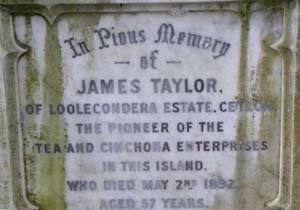 In Pious Memory
of
JAMES TAYLOR,
OF LOOLECONDERA ESTATE, CEYLON
THE PIONEER OF THE
TEA AND CINCHONA ENTERPRISES
IN THIS ISLAND,
WHO DIED MAY 2ND 1892,
AGED 57 YEARS.